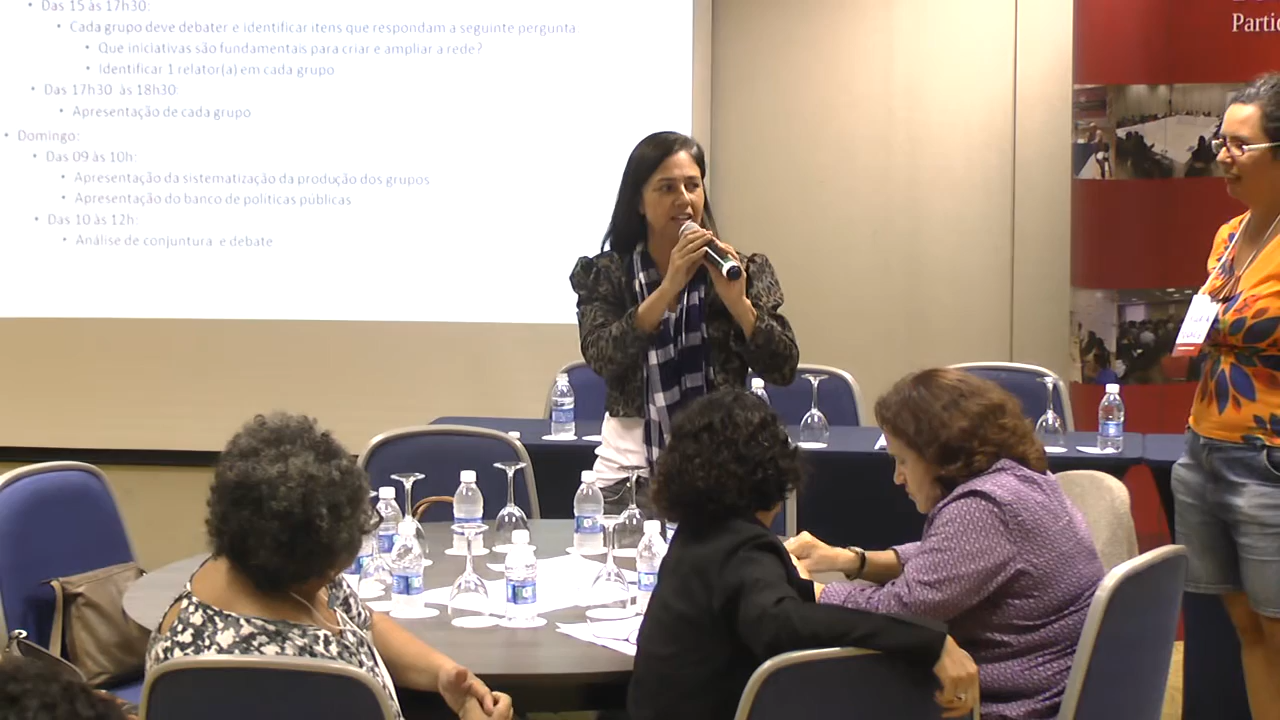 • Das 15 às 17h30:
• Cada grupo deve debater e identificar itens que respondam a seguinte pergunta
• Que iniciativas são fundamentais para criar e ampliar a rede?
• Identificar 1 relator(a) em cada grupo
• Das 17h30 às 18h30:
• Apresentação de cada grupo
• Domingo:
• Das 09 às 10h:
• Apresentação da sistematização da produção dos grupos
• Apresentação do banco de políticas públicas
• Das 10 às 12h:
• Análise de conjuntura e debate